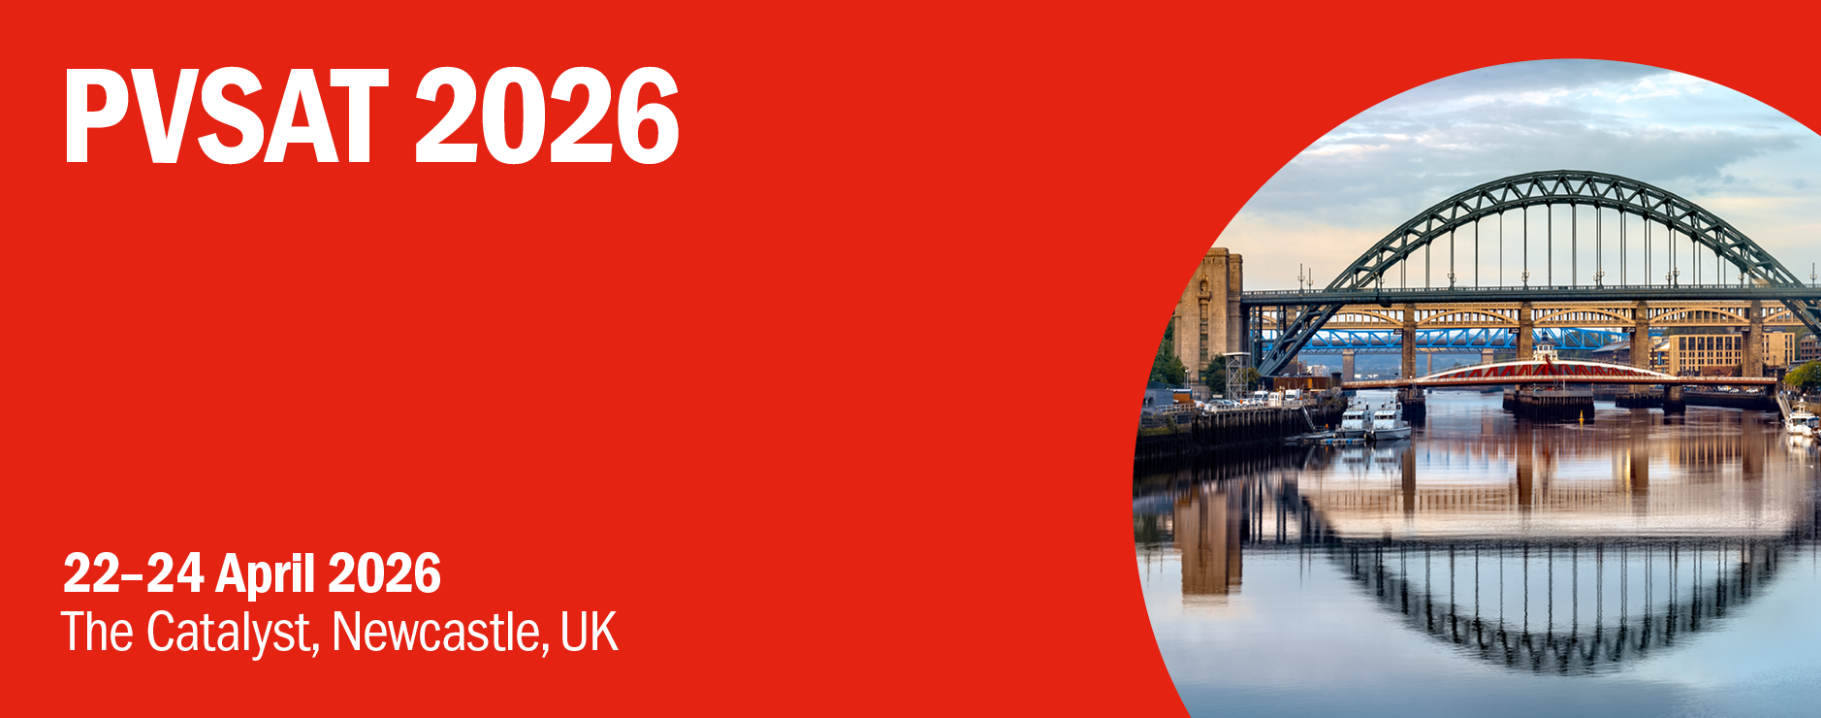 PVSAT 2026
22–24 April 2026
The Catalyst, Newcastle, UK